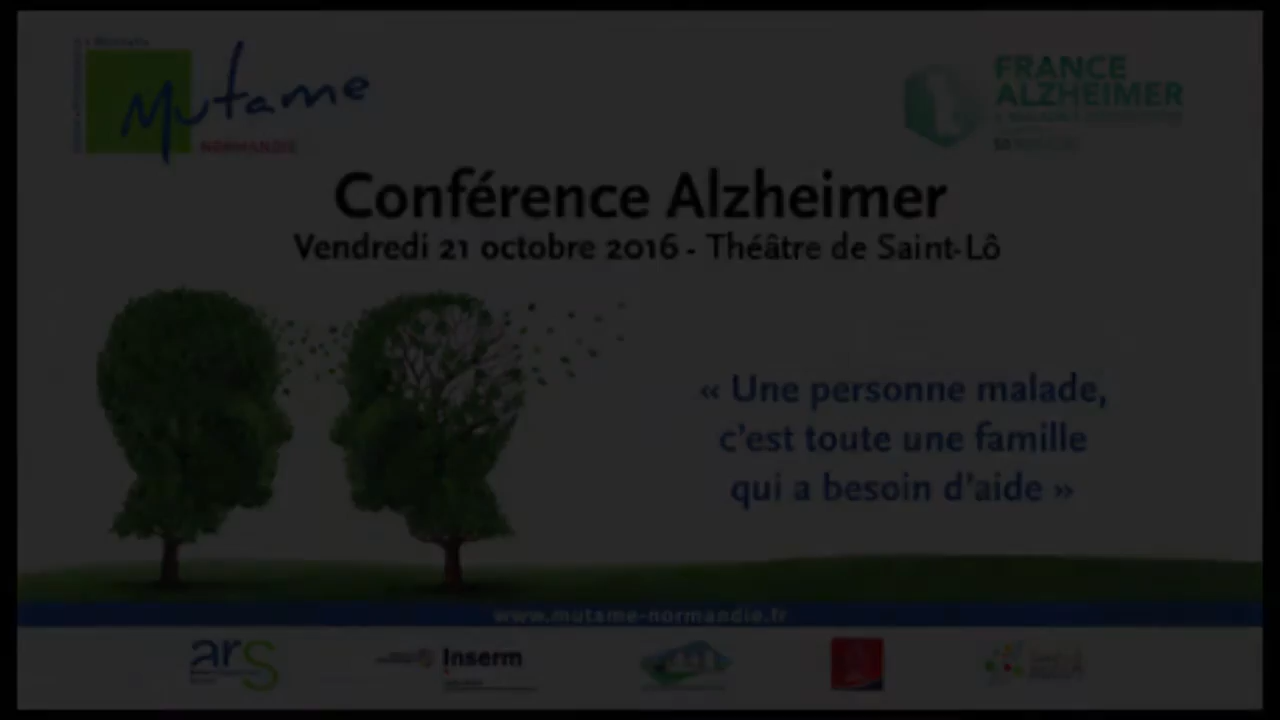 Mutame
NORMANDIE
FRANCE
ALZHEIMER
Conférence Alzheimer
Vendredi 21 octobre 2016 - Théâtre de Saint-Lô
« Une personne malade,
c'est toute une famille
qui a besoin d'aide »
www.mutame-normandie.fr
ars
Inserm